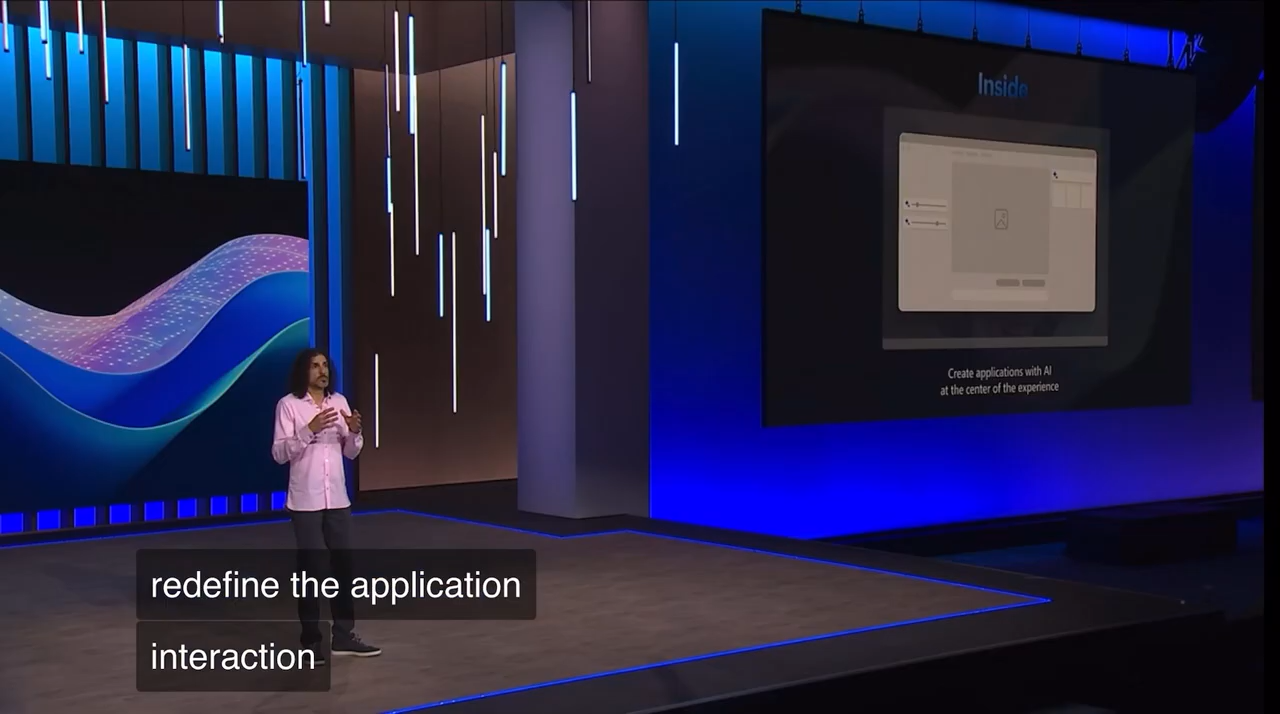 Inside
Create applications with AI
at the center of the experience
redefine the application
interaction